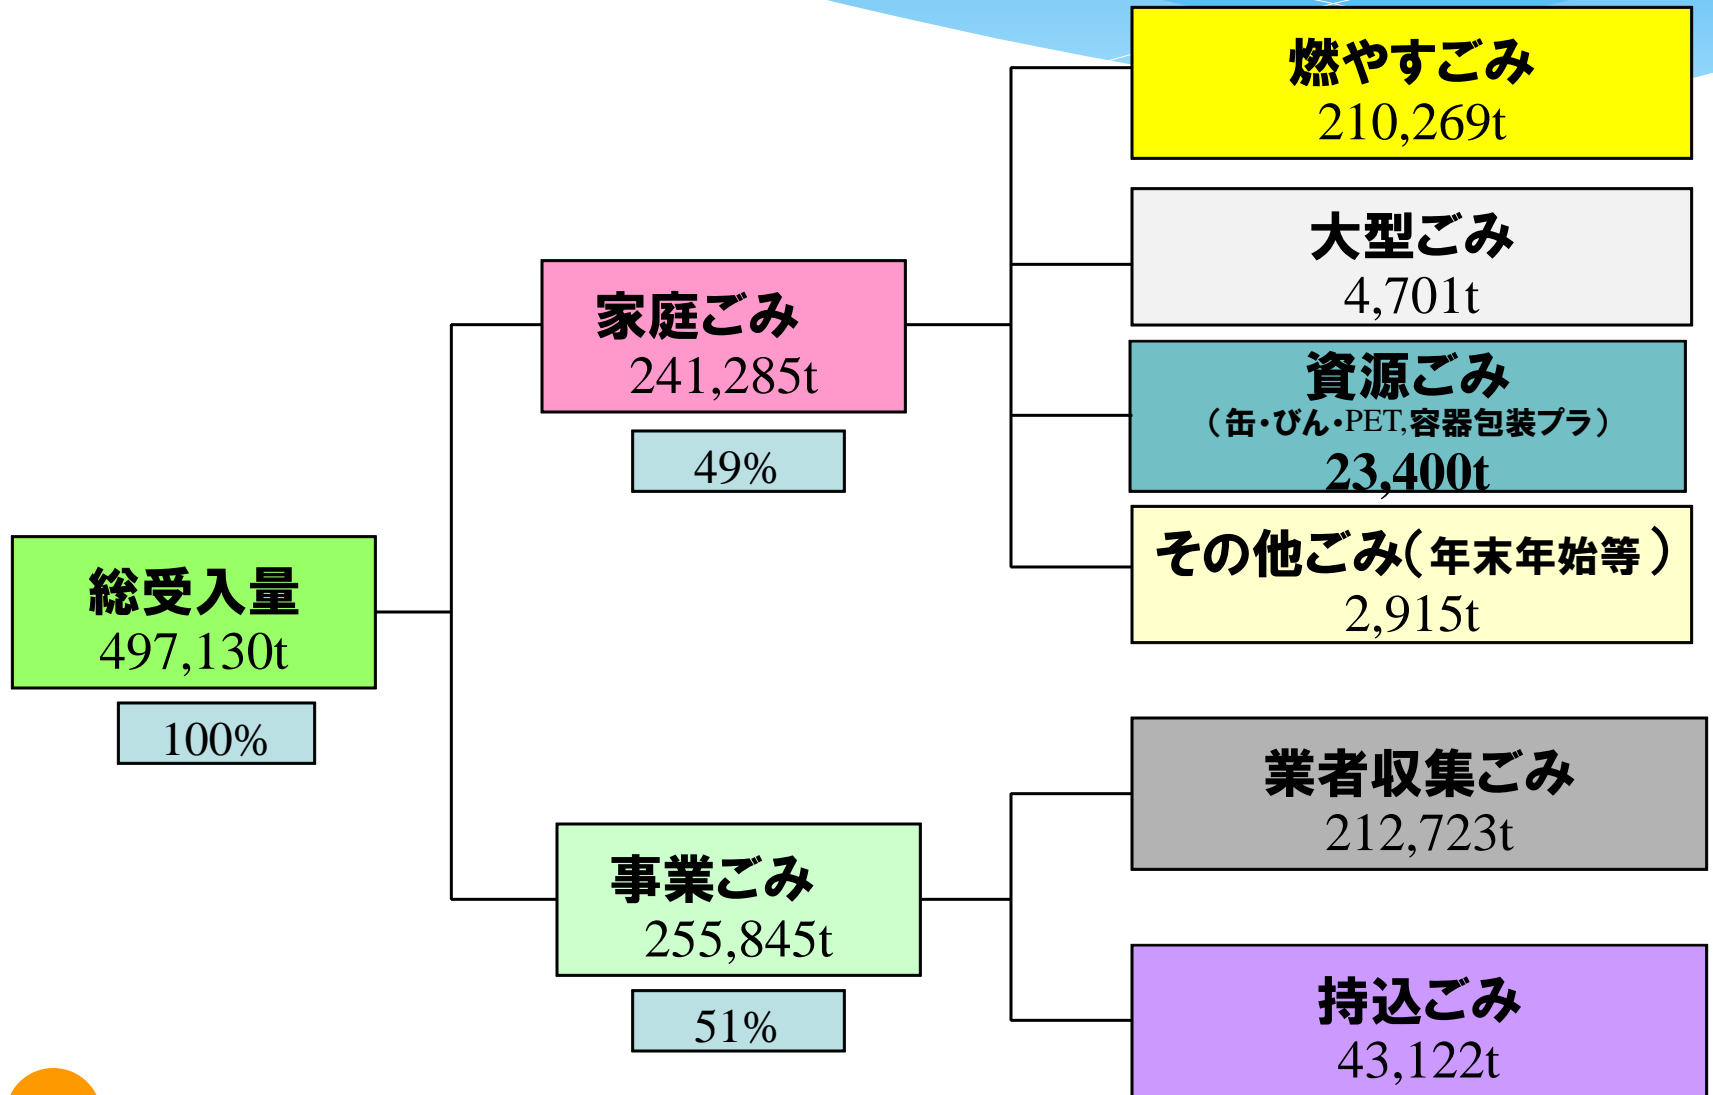 総受入量
497,130t
100%
家庭ごみ
241,285t
49%
事業ごみ
255,845t
51%
燃やすごみ
210,269t
大型ごみ
4,701t
資源ごみ
（缶・びん・PET,容器包装プラ）
23,400t
その他ごみ（年末年始等）
2,915t
業者収集ごみ
212,723t
持込ごみ
43,122t